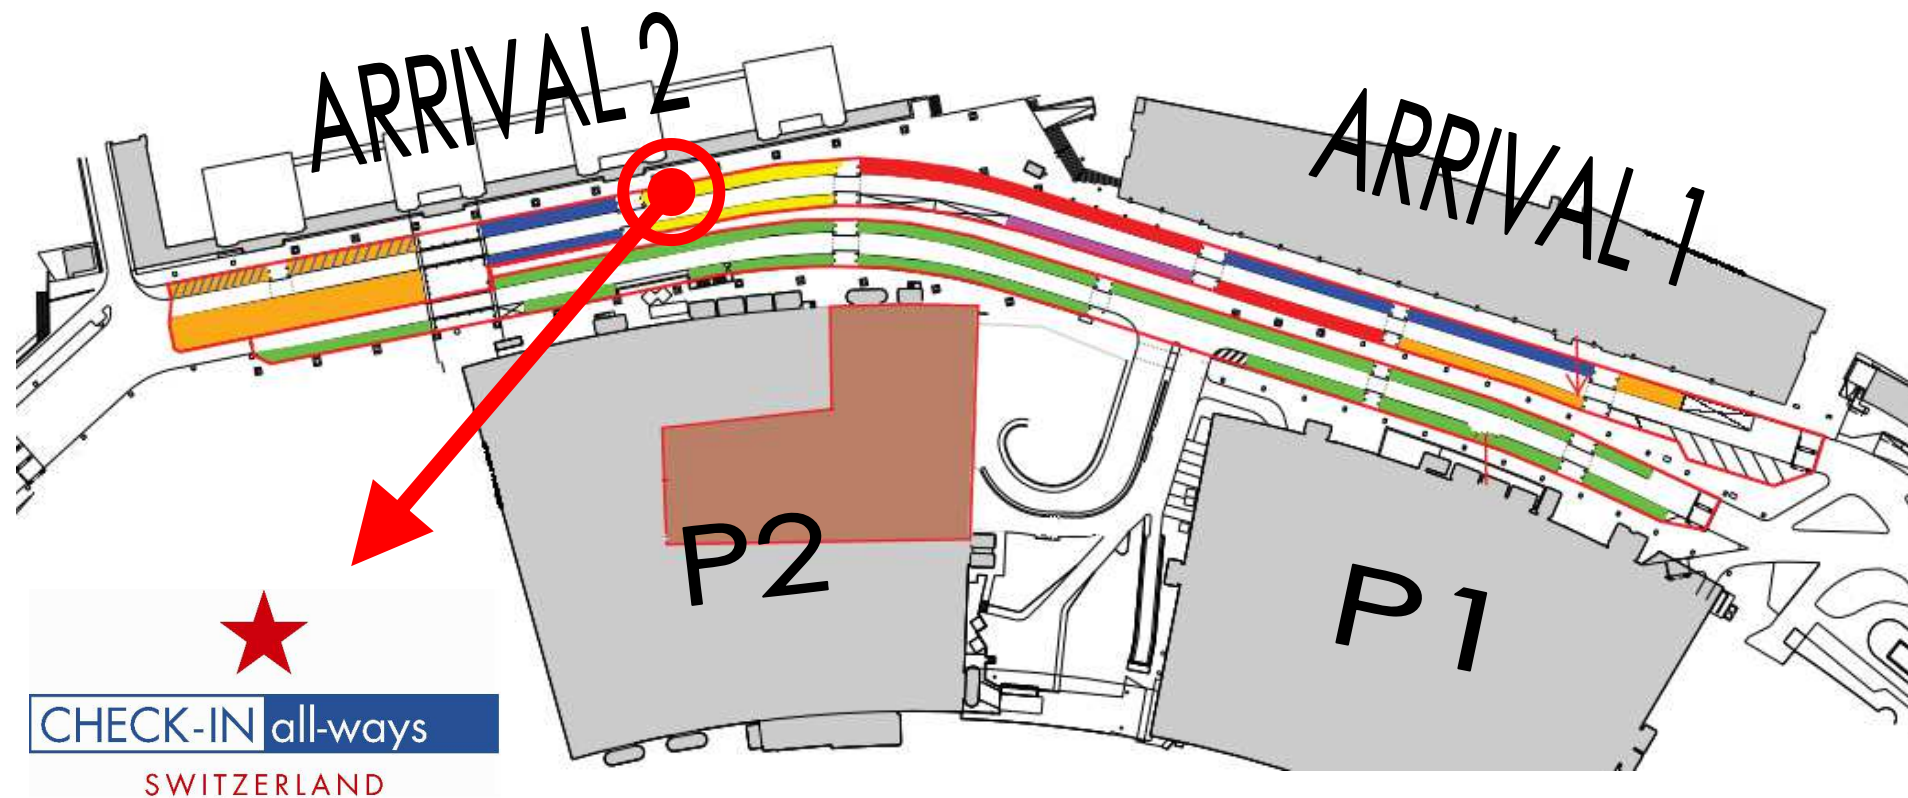 ARRIVAL 2
ARRIVAL 1
P2
P1
CHECK-IN all-ways
SWITZERLAND